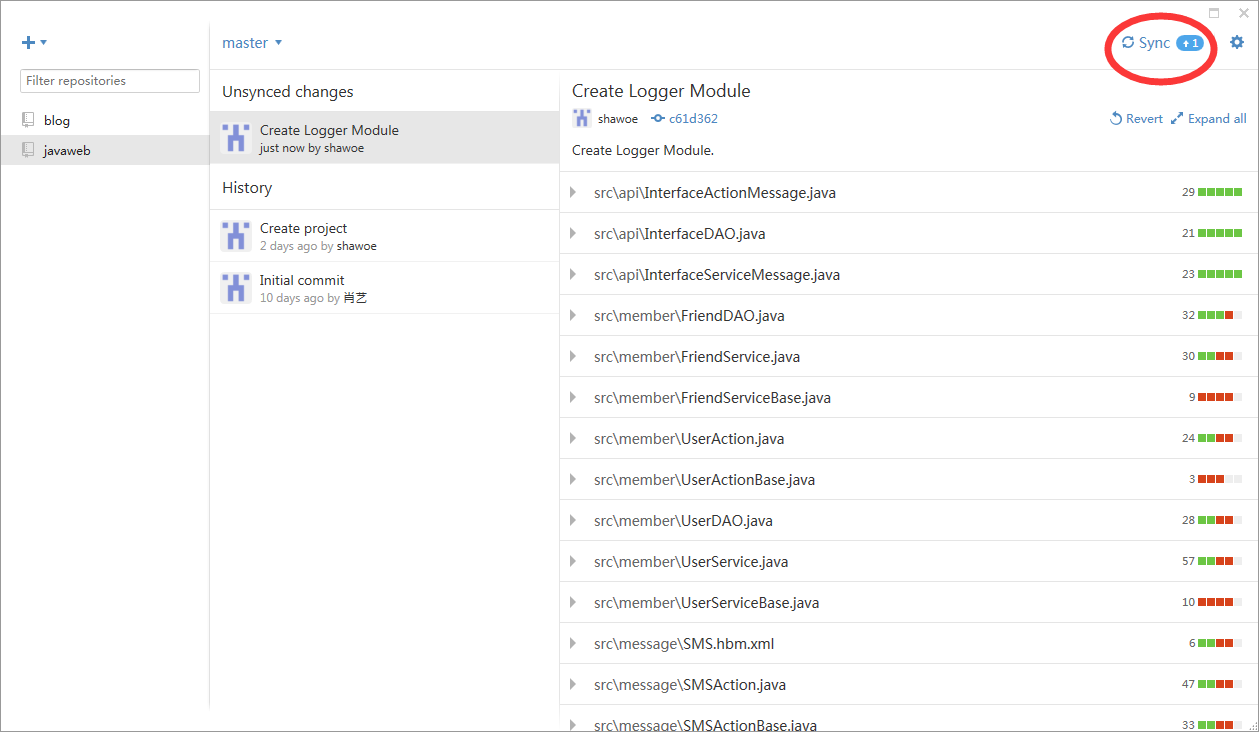 master
Sync 1
Filter repositories
blog
javaweb
Unsynced changes
Create Logger Module
just now by shawoe
History
Create project
2 days ago by shawoe
Initial commit
10 days ago by 肖艺
Create Logger Module
shawoe c61d362
Revert Expand all
Create Logger Module.
src\api\InterfaceActionMessage.java 29
src\api\InterfaceDAO.java 21
src\api\InterfaceServiceMessage.java 23
src\member\FriendDAO.java 32
src\member\FriendService.java 30
src\member\FriendServiceBase.java 9
src\member\UserAction.java 24
src\member\UserActionBase.java 3
src\member\UserDAO.java 28
src\member\UserService.java 57
src\member\UserServiceBase.java 10
src\message\SMS.hbm.xml 6
src\message\SMSAction.java 47
src\message\SMSActionBase.java 33